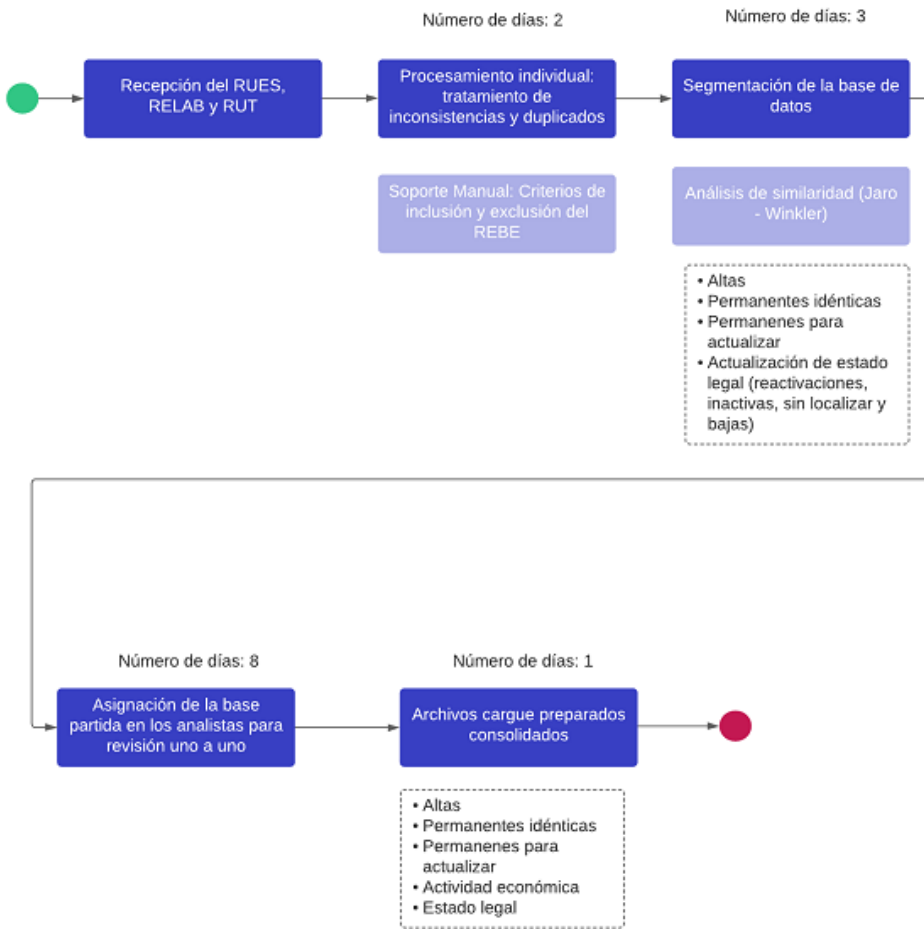 Número de días: 2
Número de días: 3
Recepción del RUES,
RELAB y RUT
Procesamiento individual:
tratamiento de
inconsistencias y duplicados
Segmentación de la base de
datos
Soporte Manual: Criterios de
inclusión y exclusión del
REBE
Análisis de similaridad (Jaro
- Winkler)
• Altas
• Permanentes idénticas
• Permanenes para
actualizar
• Actualización de estado
legal (reactivaciones,
inactivas, sin localizar y
bajas)
Número de días: 8
Número de días: 1
Asignación de la base
partida en los analistas para
revisión uno a uno
Archivos cargue preparados
consolidados
• Altas
• Permanentes idénticas
• Permanenes para
actualizar
• Actividad económica
• Estado legal